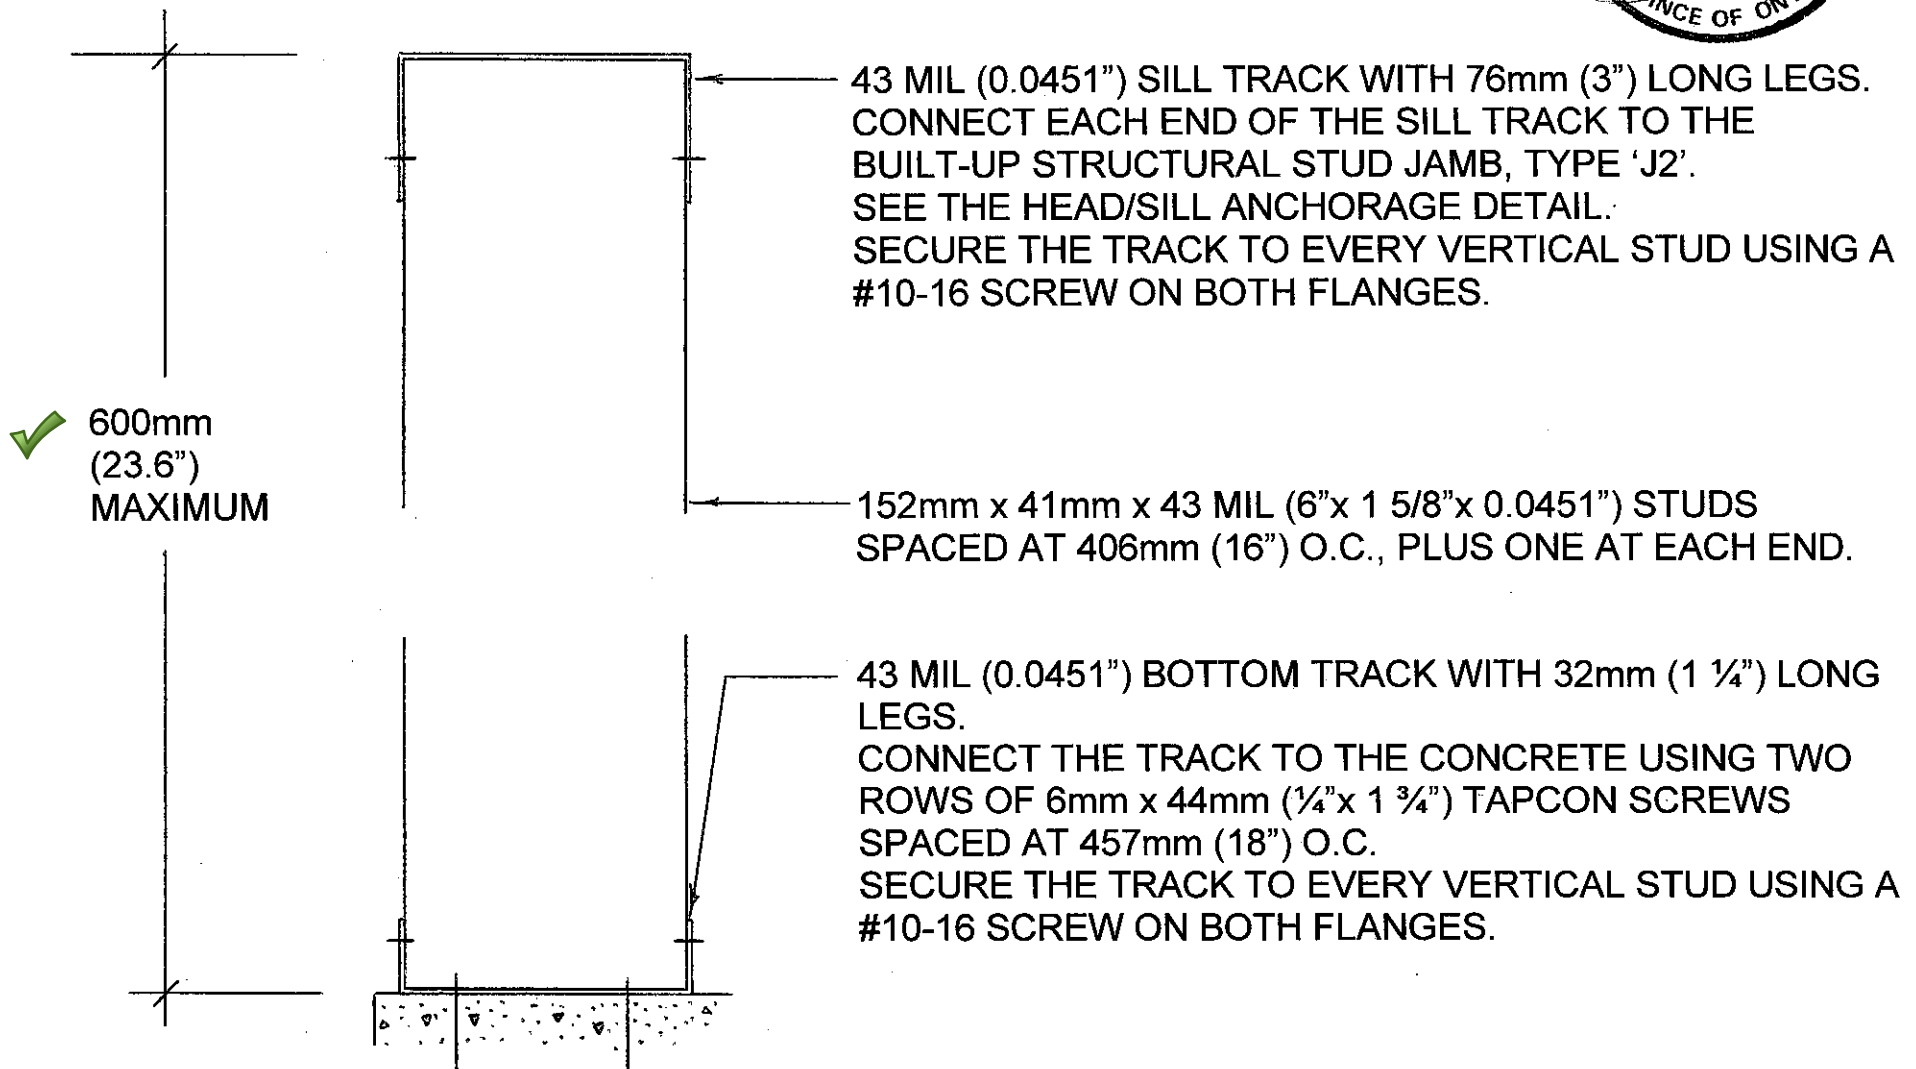 INCE OF ON
43 MIL (0.0451”) SILL TRACK WITH 76mm (3”) LONG LEGS.
CONNECT EACH END OF THE SILL TRACK TO THE
BUILT-UP STRUCTURAL STUD JAMB, TYPE ‘J2’.
SEE THE HEAD/SILL ANCHORAGE DETAIL.
SECURE THE TRACK TO EVERY VERTICAL STUD USING A
#10-16 SCREW ON BOTH FLANGES.
600mm
(23.6”)
MAXIMUM
152mm x 41mm x 43 MIL (6”x 1 5/8”x 0.0451”) STUDS
SPACED AT 406mm (16”) O.C., PLUS ONE AT EACH END.
43 MIL (0.0451”) BOTTOM TRACK WITH 32mm (1 ¼”) LONG
LEGS.
CONNECT THE TRACK TO THE CONCRETE USING TWO
ROWS OF 6mm x 44mm (¼”x 1 ¾”) TAPCON SCREWS
SPACED AT 457mm (18”) O.C.
SECURE THE TRACK TO EVERY VERTICAL STUD USING A
#10-16 SCREW ON BOTH FLANGES.